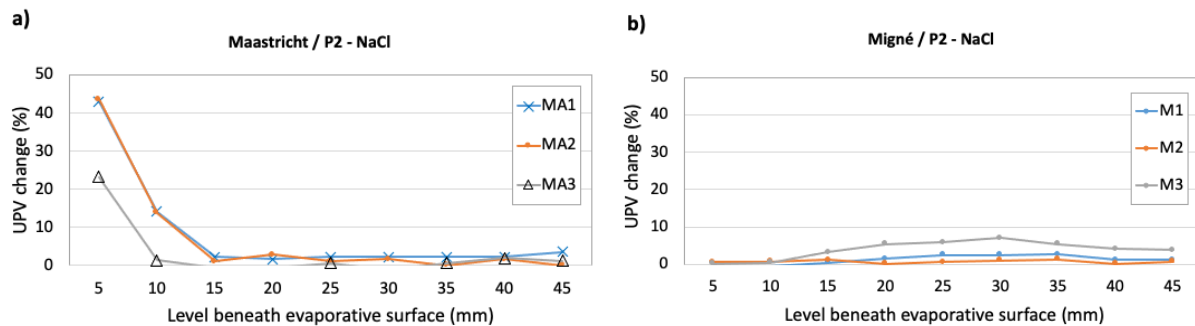 a)
Maastricht / P2 - NaCl
UPV change (%)
50
40
30
20
10
0
MA1
MA2
MA3
5 10 15 20 25 30 35 40 45
Level beneath evaporative surface (mm)
b)
Migné / P2 - NaCl
UPV change (%)
50
40
30
20
10
0
M1
M2
M3
5 10 15 20 25 30 35 40 45
Level beneath evaporative surface (mm)